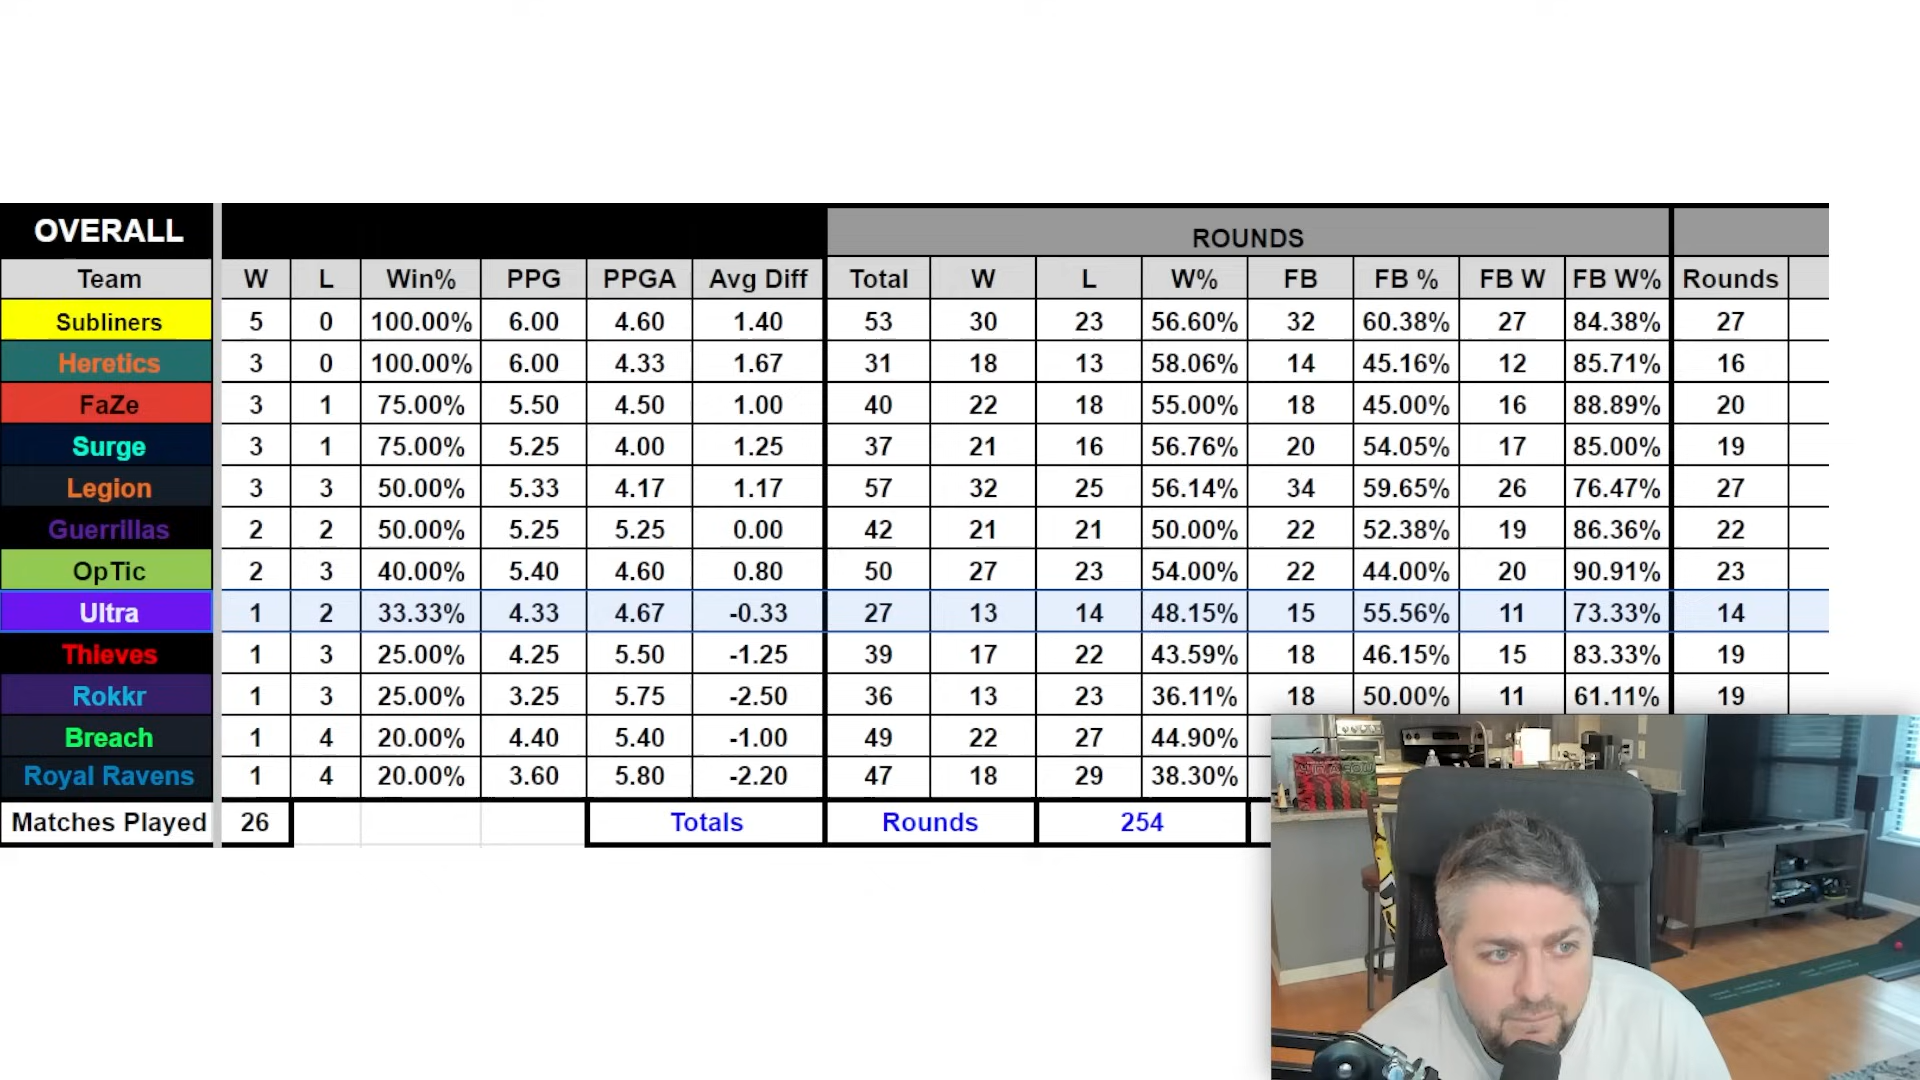 OVERALL ROUNDS
Team W L Win% PPG PPGA Avg Diff Total W L W% FB FB % FB W FB W% Rounds
Subliners 5 0 100.00% 6.00 4.60 1.40 53 30 23 56.60% 32 60.38% 27 84.38% 27
Heretics 3 0 100.00% 6.00 4.33 1.67 31 18 13 58.06% 14 45.16% 12 85.71% 16
FaZe 3 1 75.00% 5.50 4.50 1.00 40 22 18 55.00% 18 45.00% 16 88.89% 20
Surge 3 1 75.00% 5.25 4.00 1.25 37 21 16 56.76% 20 54.05% 17 85.00% 19
Legion 3 3 50.00% 5.33 4.17 1.17 57 32 25 56.14% 34 59.65% 26 76.47% 27
Guerrillas 2 2 50.00% 5.25 5.25 0.00 42 21 21 50.00% 22 52.38% 19 86.36% 22
OpTic 2 3 40.00% 5.40 4.60 0.80 50 27 23 54.00% 22 44.00% 20 90.91% 23
Ultra 1 2 33.33% 4.33 4.67 -0.33 27 13 14 48.15% 15 55.56% 11 73.33% 14
Thieves 1 3 25.00% 4.25 5.50 -1.25 39 17 22 43.59% 18 46.15% 15 83.33% 19
Rokkr 1 3 25.00% 3.25 5.75 -2.50 36 13 23 36.11% 18 50.00% 11 61.11% 19
Breach 1 4 20.00% 4.40 5.40 -1.00 49 22 27 44.90%
Royal Ravens 1 4 20.00% 3.60 5.80 -2.20 47 18 29 38.30%
Matches Played 26 Totals Rounds 254